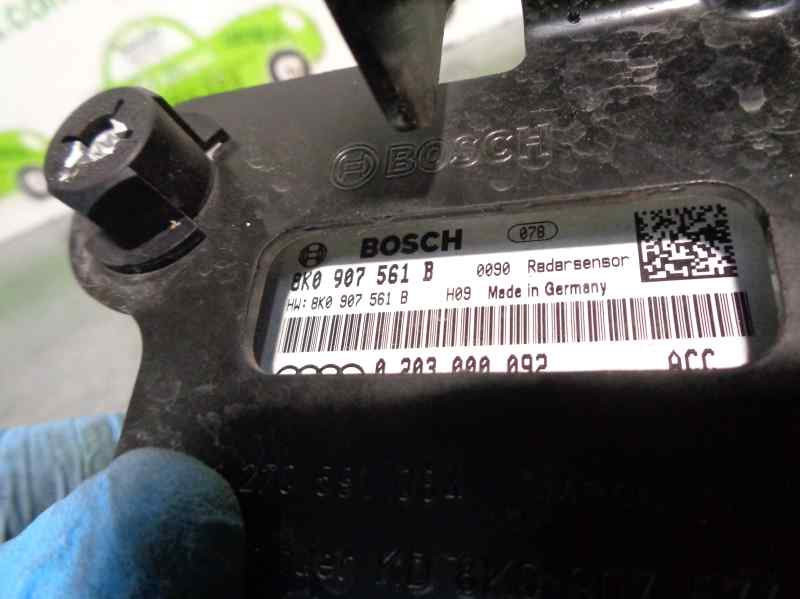 BOSCH
BOSCH 078
8K0 907 561 B 0090 Radarsensor
HW: 8K0 907 561 B H09 Made in Germany
0 203 000 092 ACC